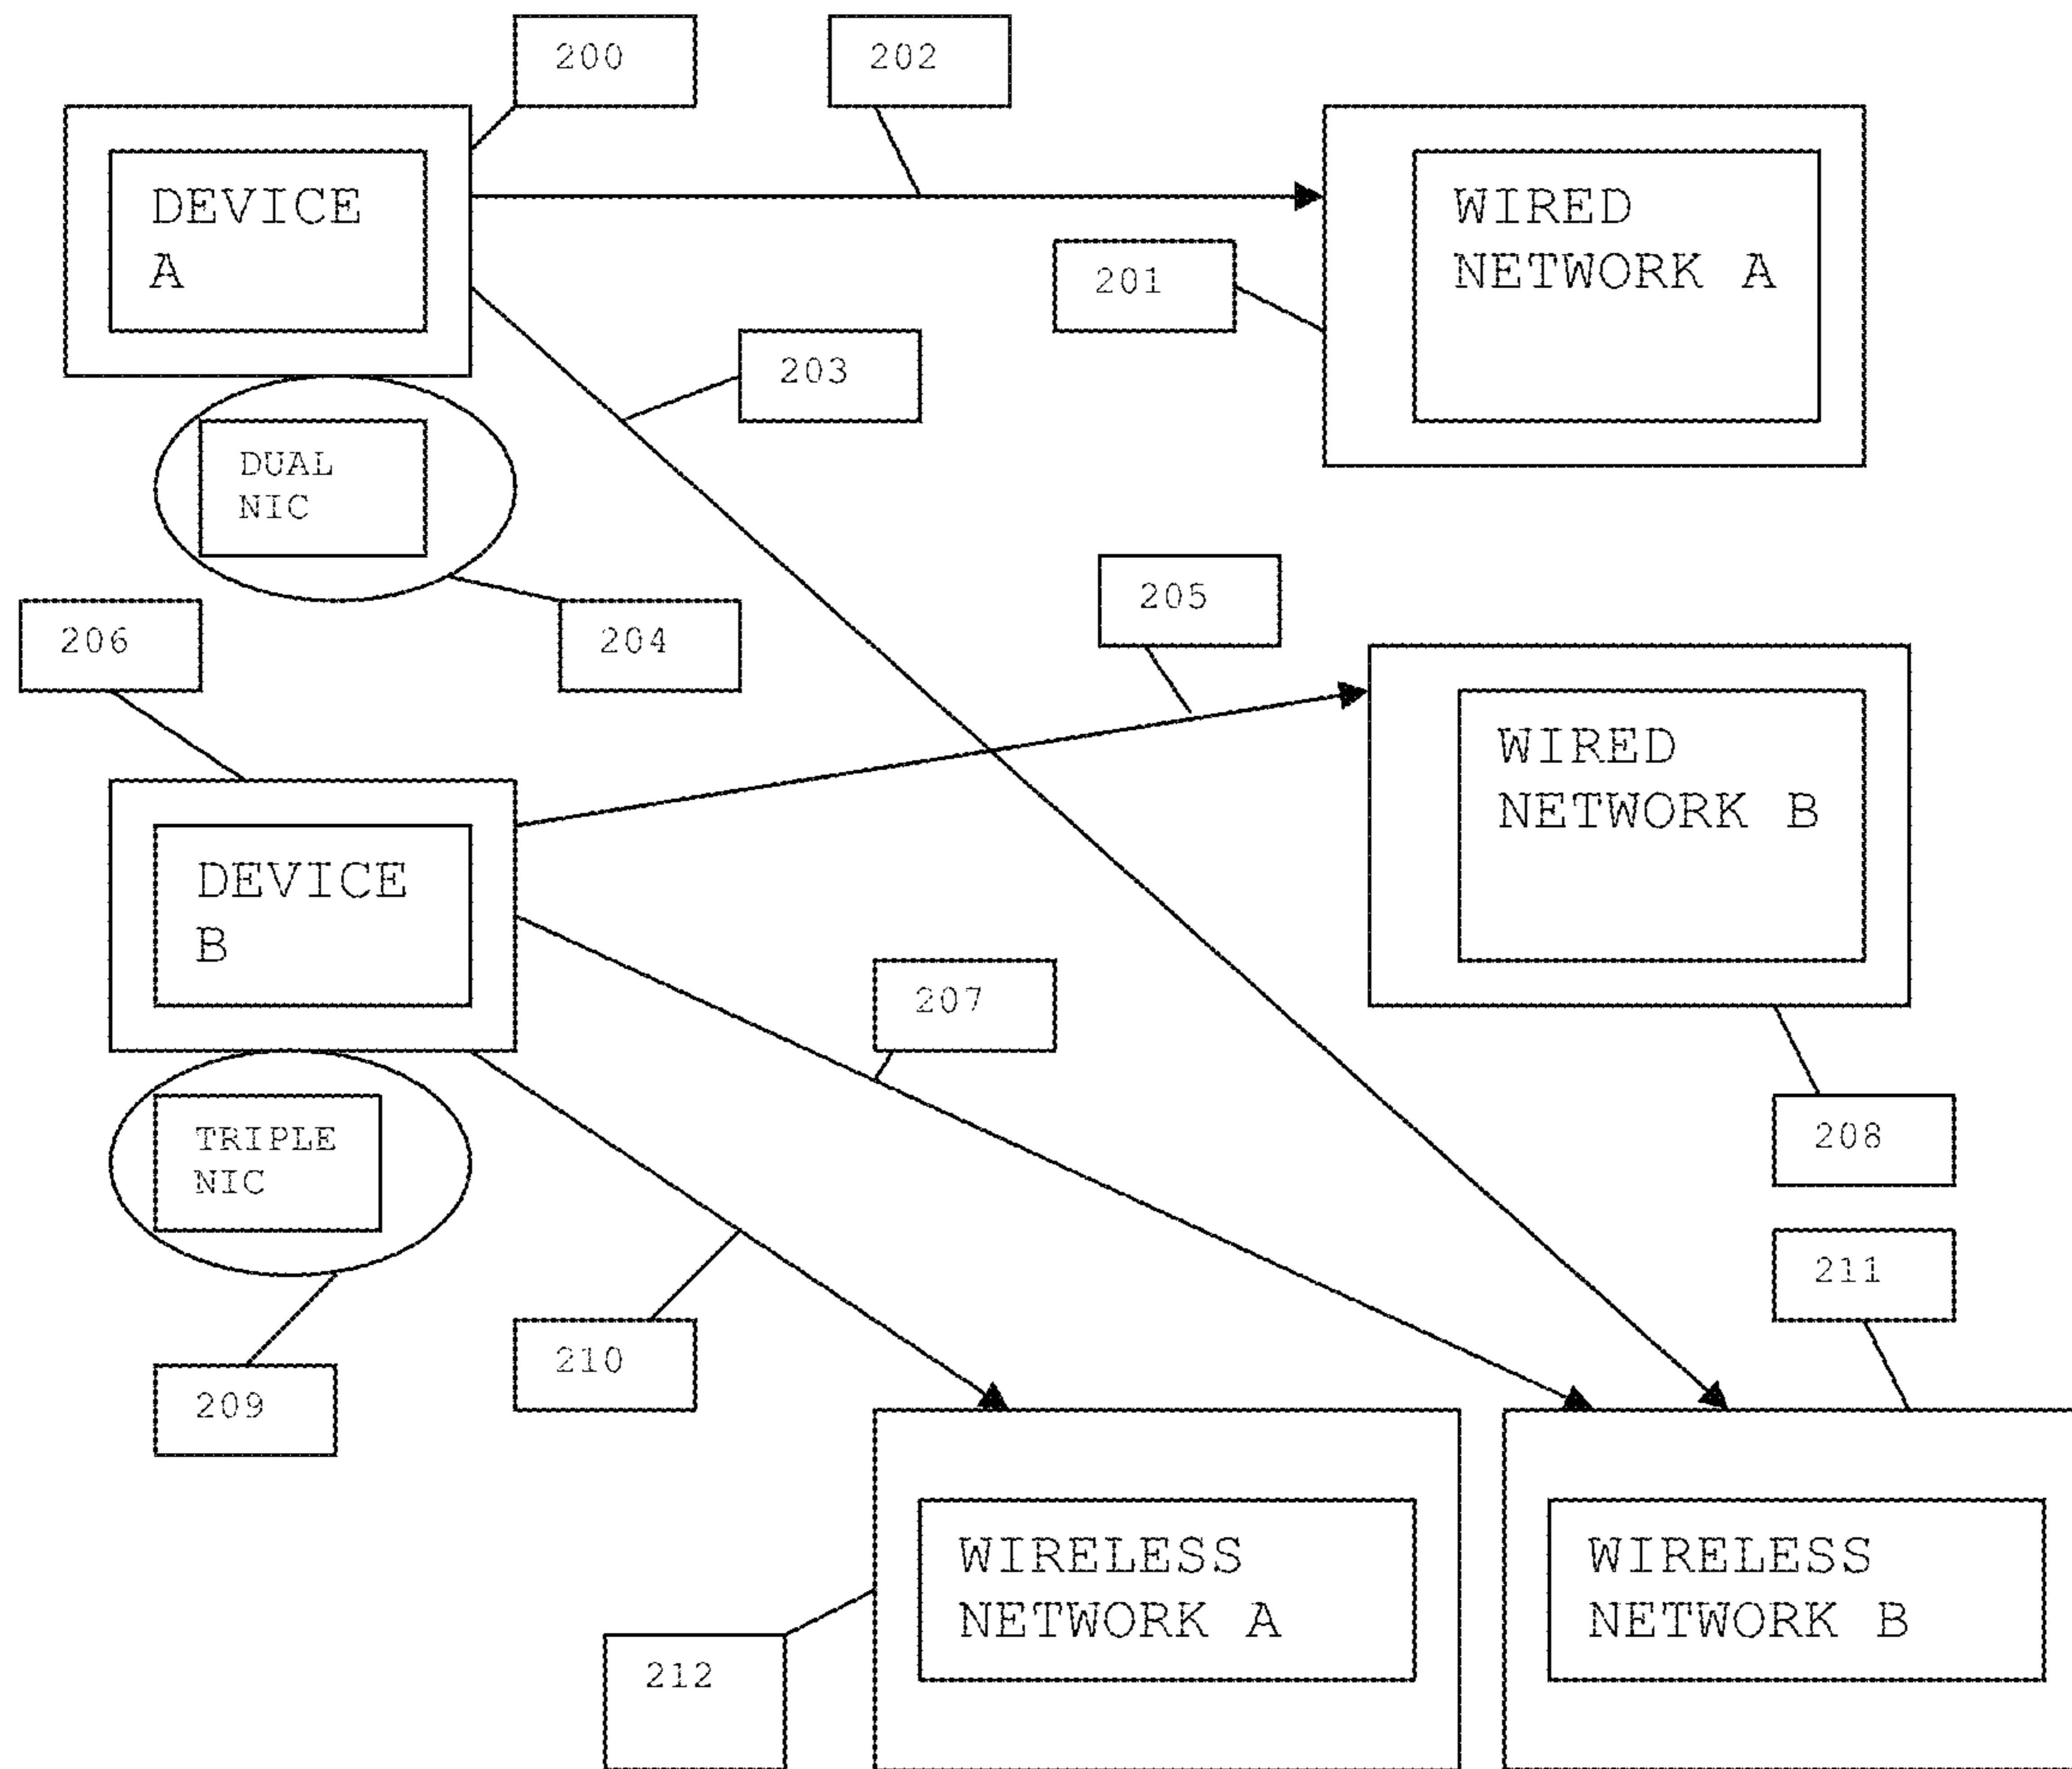 200
202
DEVICE
A
WIRED
NETWORK A
201
203
DUAL
NIC
205
206
204
WIRED
NETWORK B
DEVICE
B
207
TRIPLE
NIC
208
211
210
209
WIRELESS
NETWORK A
WIRELESS
NETWORK B
212